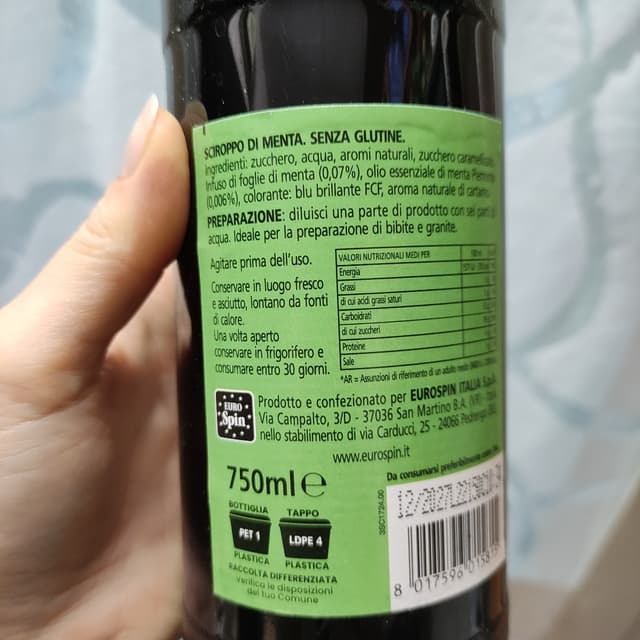 SCIROPPO DI MENTA. SENZA GLUTINE.
Ingredienti: zucchero, acqua, aromi naturali, zucchero
Infuso di foglie di menta (0,07%), olio essenziale di menta
(0,006%), colorante: blu brillante FCF, aroma naturale di
PREPARAZIONE: diluisci una parte di prodotto con sei parti di
acqua. Ideale per la preparazione di bibite e granite.
Agitare prima dell'uso.
Conservare in luogo fresco
e asciutto, lontano da fonti
di calore.
Una volta aperto
conservare in frigorifero e
consumare entro 30 giorni.
VALORI NUTRIZIONALI MEDI PER
Energia
Grassi
di cui acidi grassi saturi
Carboidrati
di cui zuccheri
Proteine
Sale
*AR = Assunzioni di riferimento di un adulto medio
EURO
Spin
Prodotto e confezionato per EUROSPIN ITALIA S.p.A.
Via Campalto, 3/D - 37036 San Martino B.A. (VR)
nello stabilimento di via Carducci, 25 - 24066
www.eurospin.it
750ml e
BOTTIGLIA
PET 1
PLASTICA
TAPPO
LDPE 4
PLASTICA
RACCOLTA DIFFERENZIATA
Verifica le disposizioni
del tuo Comune
Da consumarsi preferibilmente
12/2027
3SC1724.00
8 017596